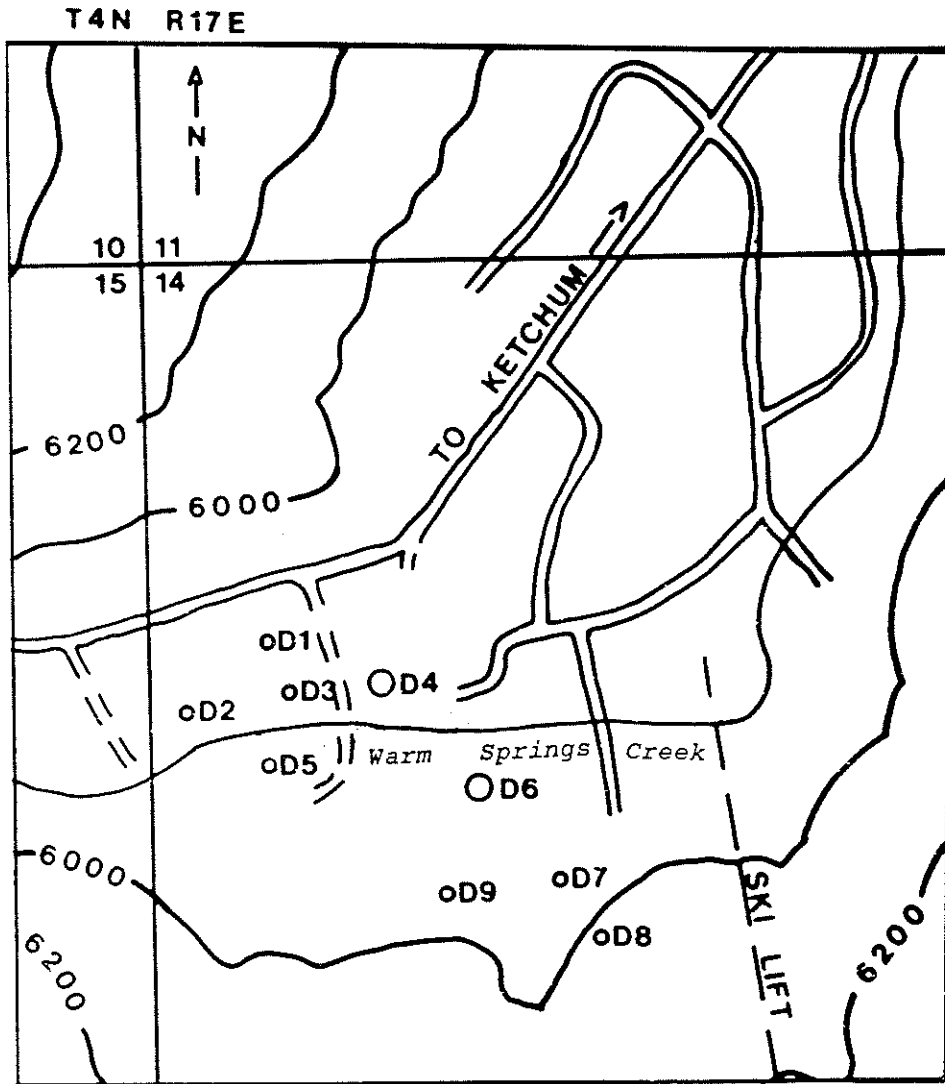 T4N R17E
N
10 11
15 14
TO KETCHUM
6200
6000
D1
D3
D4
D2
D5
Warm Springs Creek
D6
6000
D7
D9
SKI LIFT
D8
6200
6200